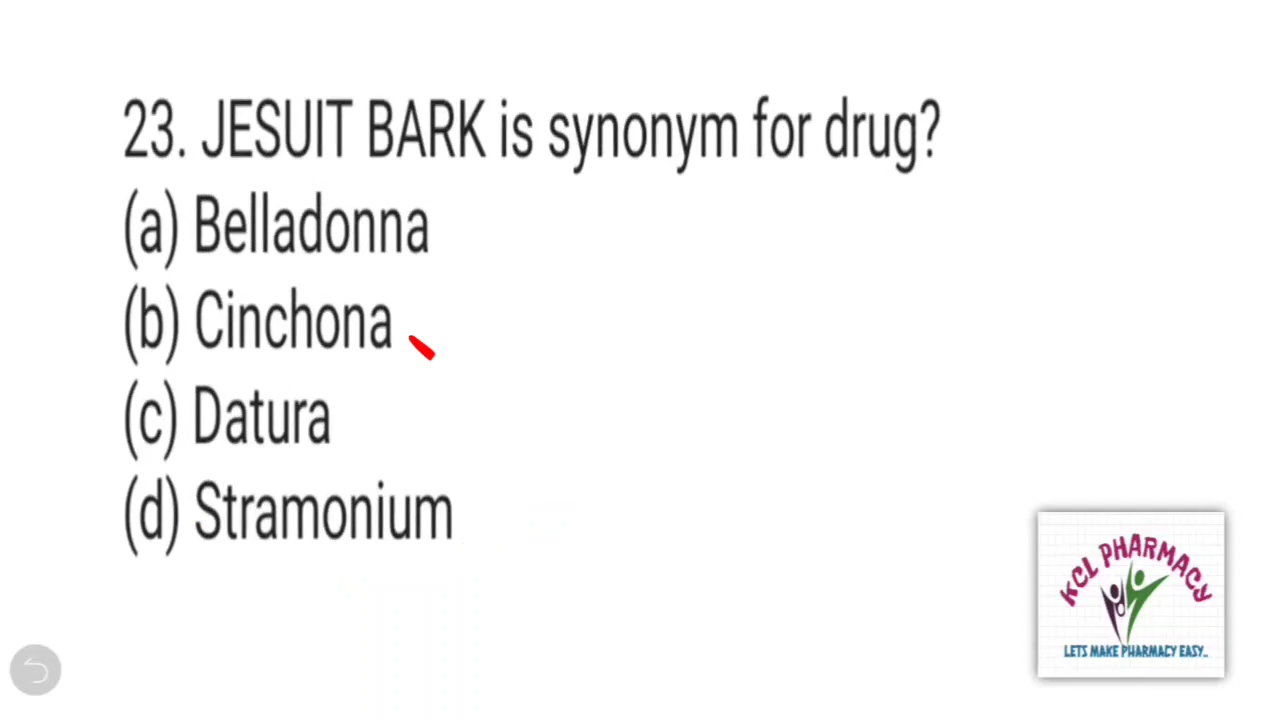 23. JESUIT BARK is synonym for drug?
(a) Belladonna
(b) Cinchona
(c) Datura
(d) Stramonium
KCL PHARMACY
LETS MAKE PHARMACY EASY..